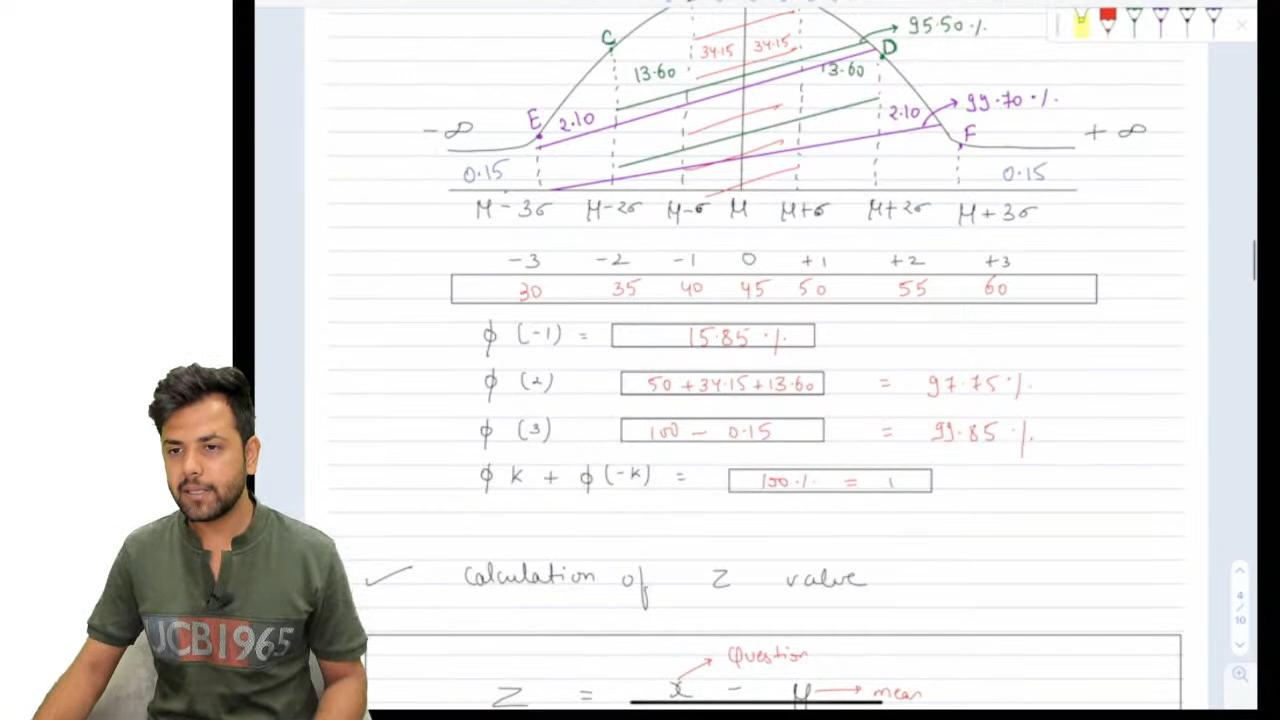 C 34.15 34.15 → 95.50 %
D
13.60 13.60
E 2.10 2.10 → 99.70 %
- ∞ F + ∞
0.15 0.15
μ-3σ μ-2σ μ-σ μ μ+σ μ+2σ μ+3σ
-3 -2 -1 0 +1 +2 +3
30 35 40 45 50 55 60
ϕ (-1) = 15.85 %
ϕ (2) 50 + 34.15 + 13.60 = 97.75 %
ϕ (3) 100 - 0.15 = 99.85 %
ϕ k + ϕ (-k) = 100 % = 1
✓ Calculation of Z value
→ Question
Z = x - μ → mean
UCB1965
4
/
10